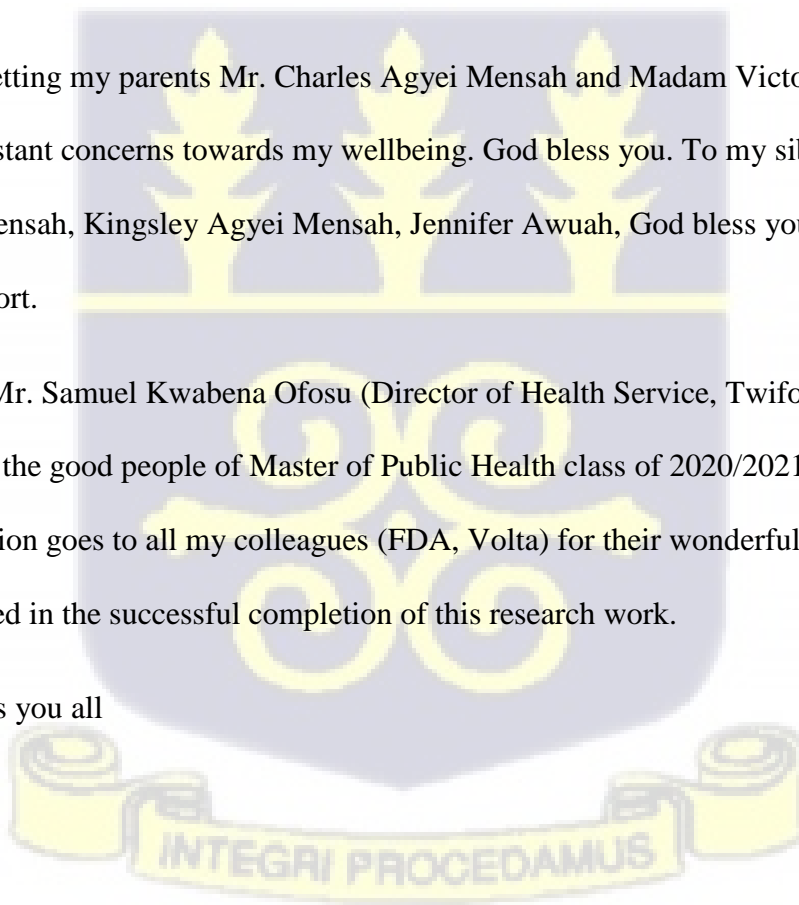 etting my parents Mr. Charles Agyei Mensah and Madam Victo
stant concerns towards my wellbeing. God bless you. To my sib
ensah, Kingsley Agyei Mensah, Jennifer Awuah, God bless you
ort.
Mr. Samuel Kwabena Ofosu (Director of Health Service, Twifo
the good people of Master of Public Health class of 2020/2021
ion goes to all my colleagues (FDA, Volta) for their wonderful
ed in the successful completion of this research work.
s you all
INTEGRI PROCEDAMUS